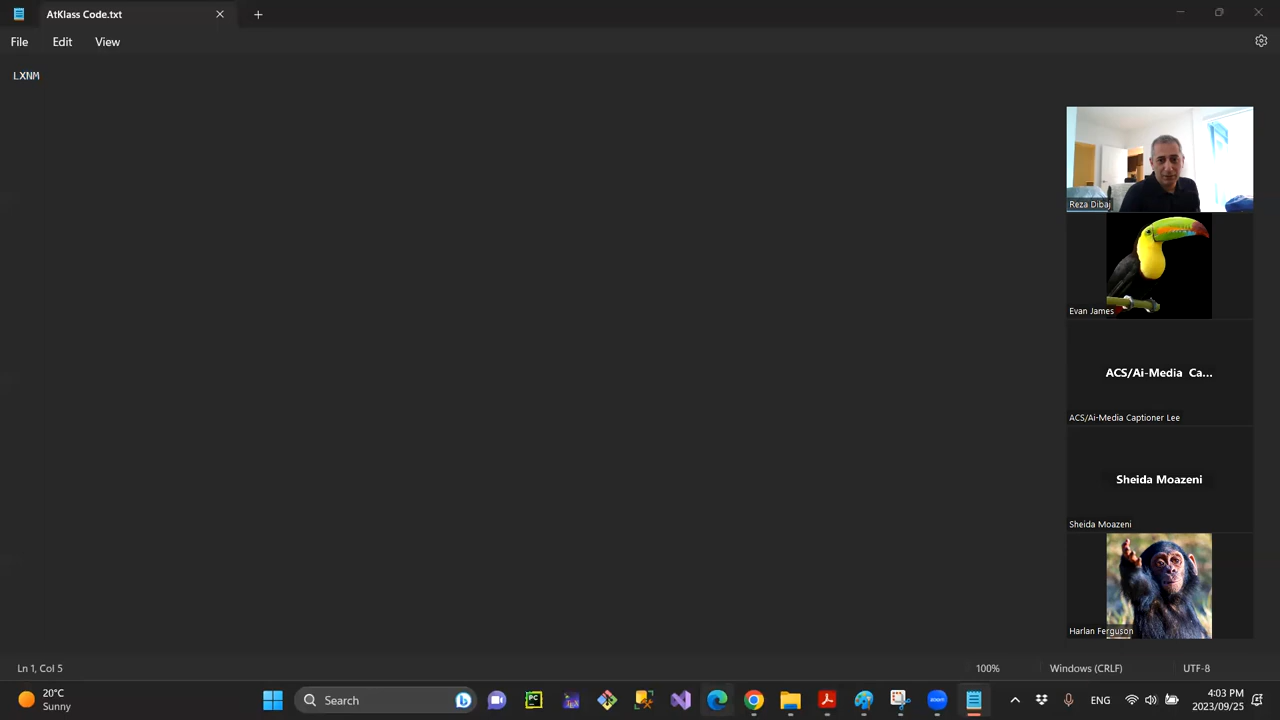 AtKlass Code.txt
File Edit View
LXNM
Reza Dibaj
Evan James
ACS/Ai-Media Ca...
ACS/Ai-Media Captioner Lee
Sheida Moazeni
Sheida Moazeni
Harlan Ferguson
Ln 1, Col 5 100% Windows (CRLF) UTF-8
20°C
Sunny
Search
PC
zoom
ENG
4:03 PM
2023/09/25